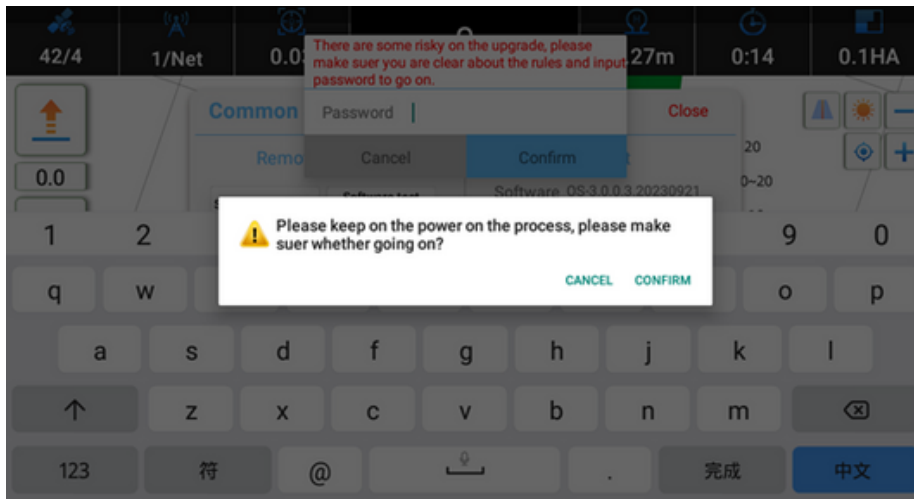 42/4
1/Net
27m
0:14
0.1HA
There are some risky on the upgrade, please
make suer you are clear about the rules and input
password to go on.
Common
Password
Close
Cancel
Confirm
20
0.0
Software OS-3.0.0.3.20230921
0~20
Please keep on the power on the process, please make
suer whether going on?
CANCEL CONFIRM
1 2 9 0
q w o p
a s d f g h j k l
z x c v b n m
123 符 @ . 完成 中文